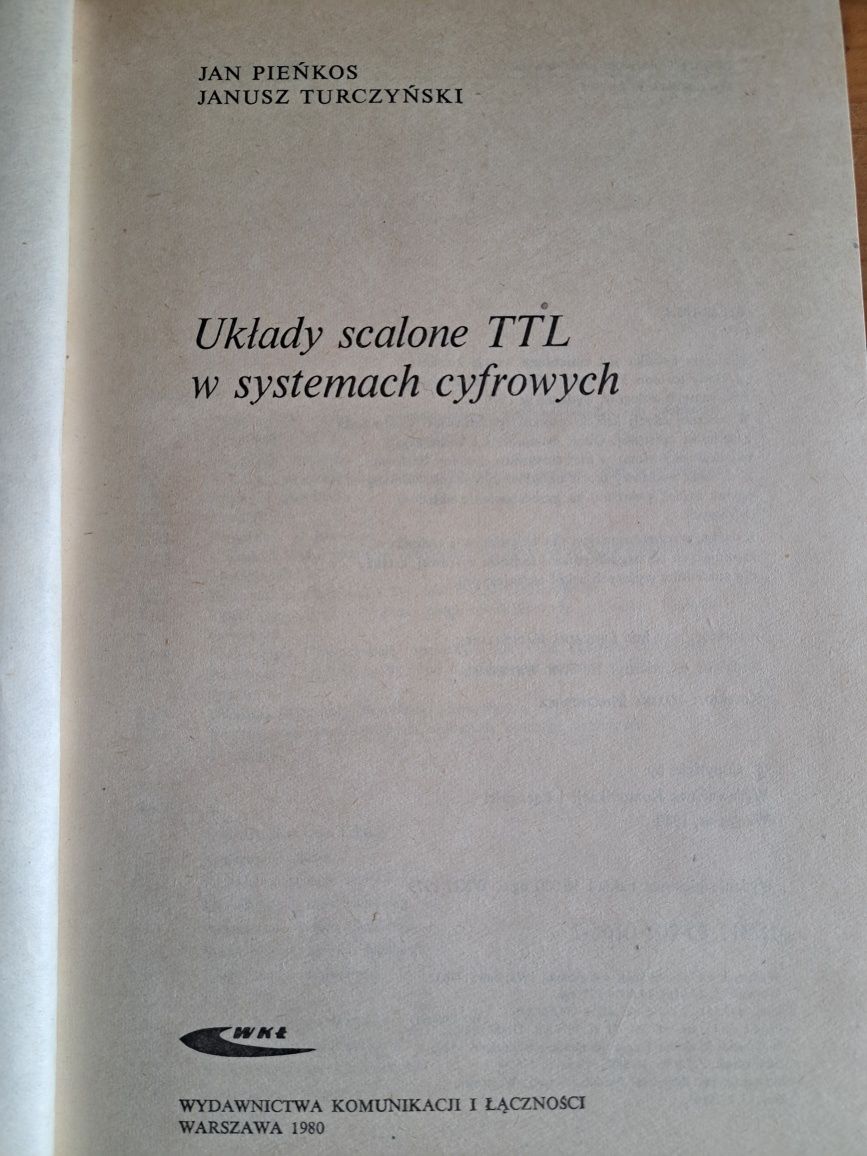 JAN PIEŃKOS
JANUSZ TURCZYŃSKI
Układy scalone TTL
w systemach cyfrowych
WKŁ
WYDAWNICTWA KOMUNIKACJI I ŁĄCZNOŚCI
WARSZAWA 1980